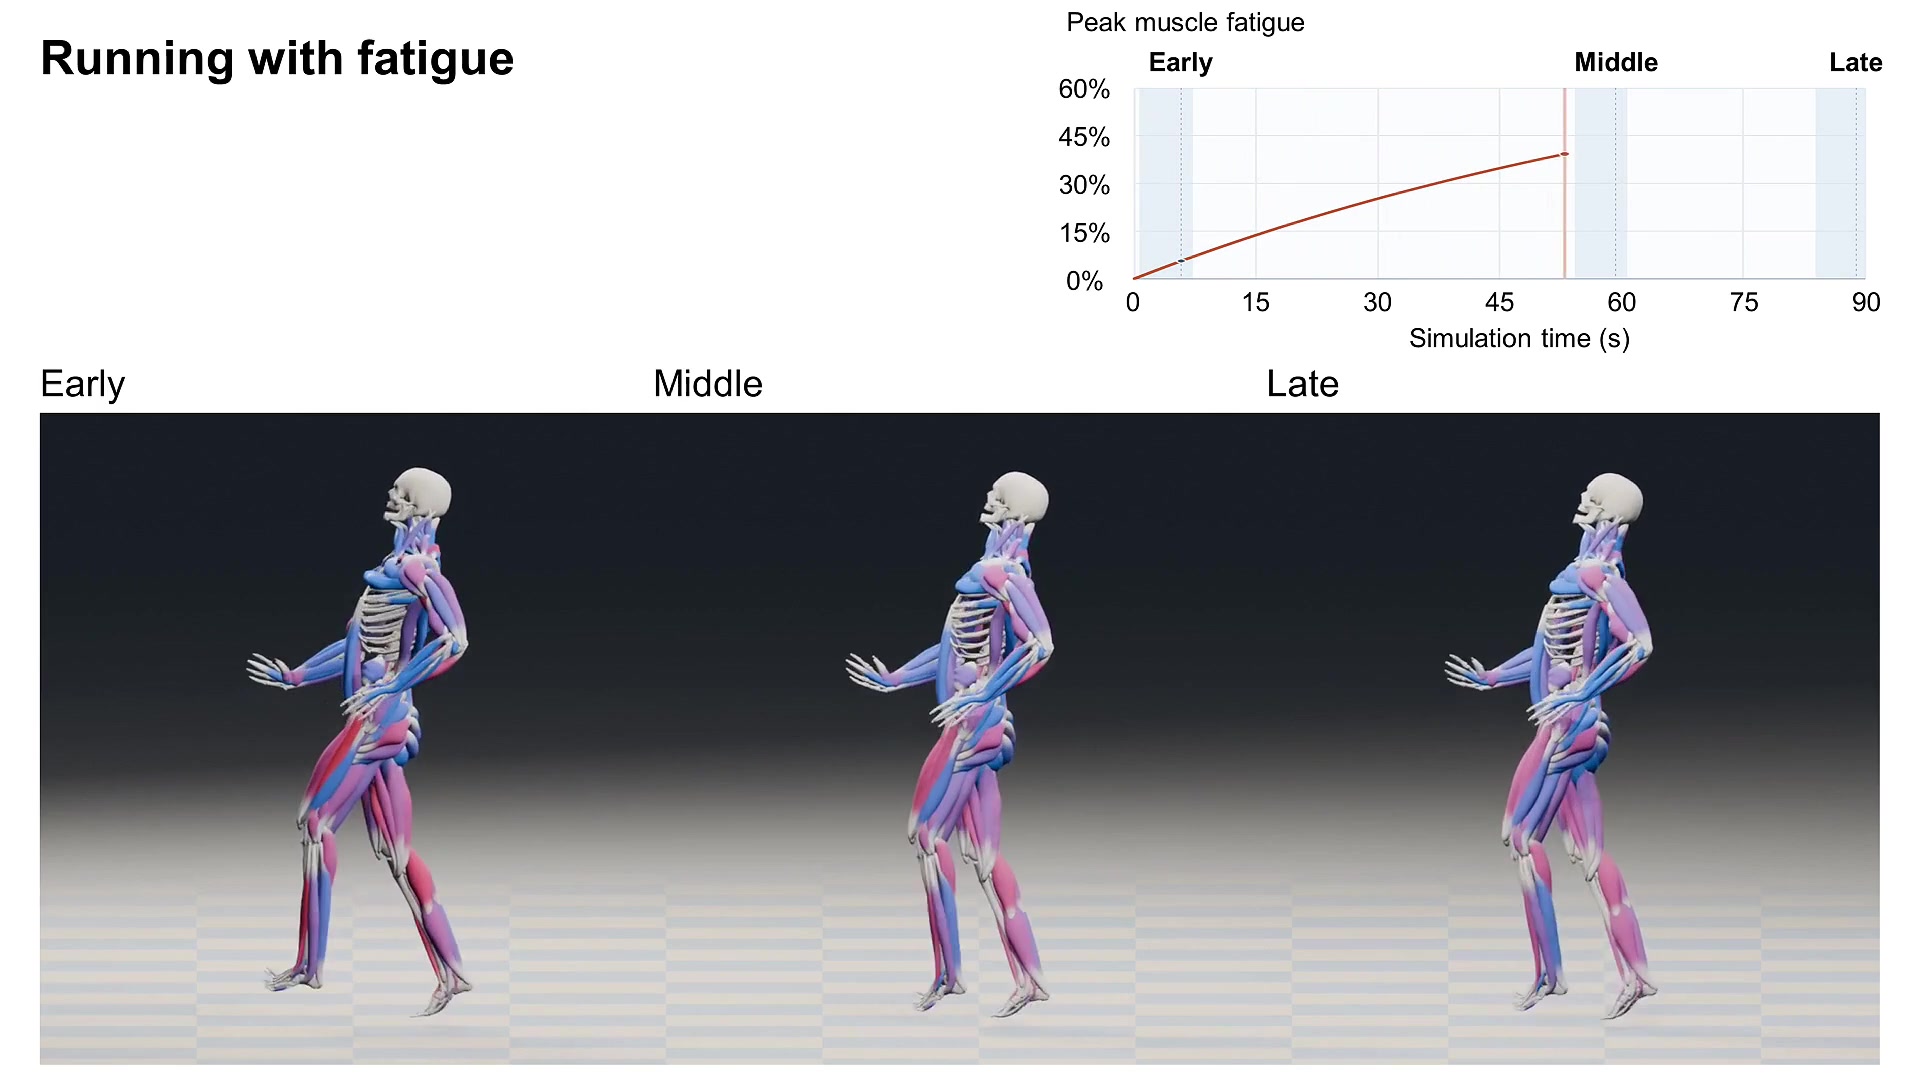 Running with fatigue
Peak muscle fatigue
Early Middle Late
60%
45%
30%
15%
0%
0 15 30 45 60 75 90
Simulation time (s)
Early Middle Late